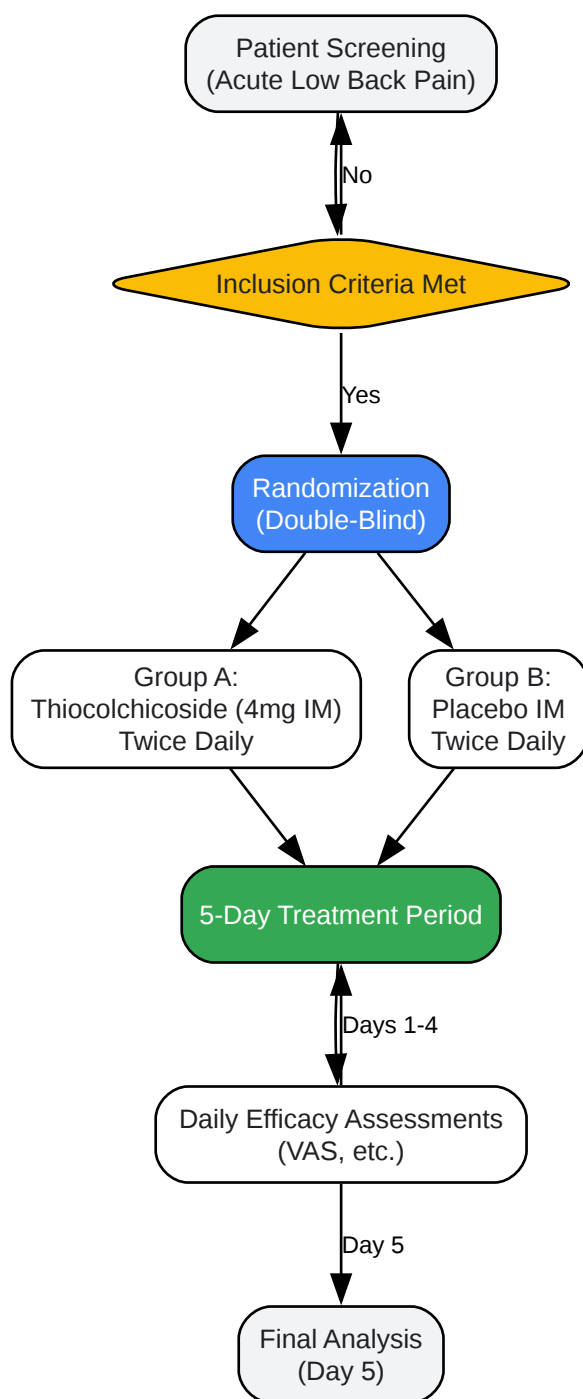 Patient Screening
(Acute Low Back Pain)
No
Inclusion Criteria Met
Yes
Randomization
(Double-Blind)
Group A:
Thiocolchicoside (4mg IM)
Twice Daily
Group B:
Placebo IM
Twice Daily
5-Day Treatment Period
Days 1-4
Daily Efficacy Assessments
(VAS, etc.)
Day 5
Final Analysis
(Day 5)